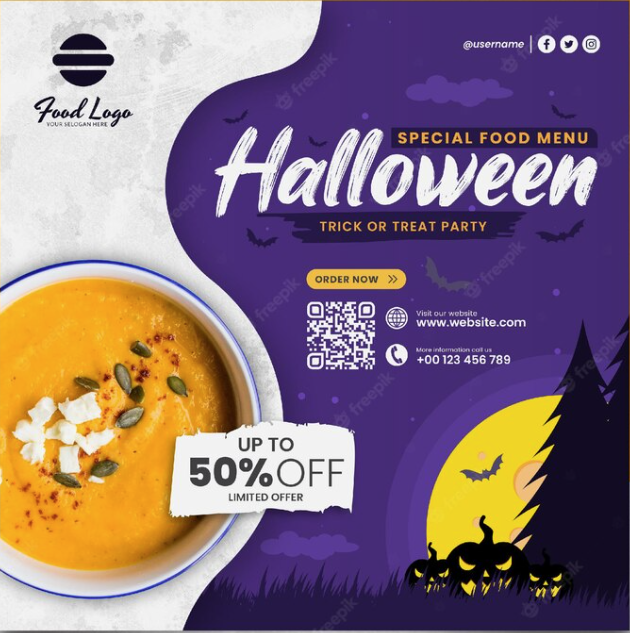 @username
Food Logo
YOUR SELOGAN HERE
SPECIAL FOOD MENU
Halloween
TRICK OR TREAT PARTY
ORDER NOW >>
Visit our website
www.website.com
More information call us
+00 123 456 789
UP TO
50% OFF
LIMITED OFFER
freepik